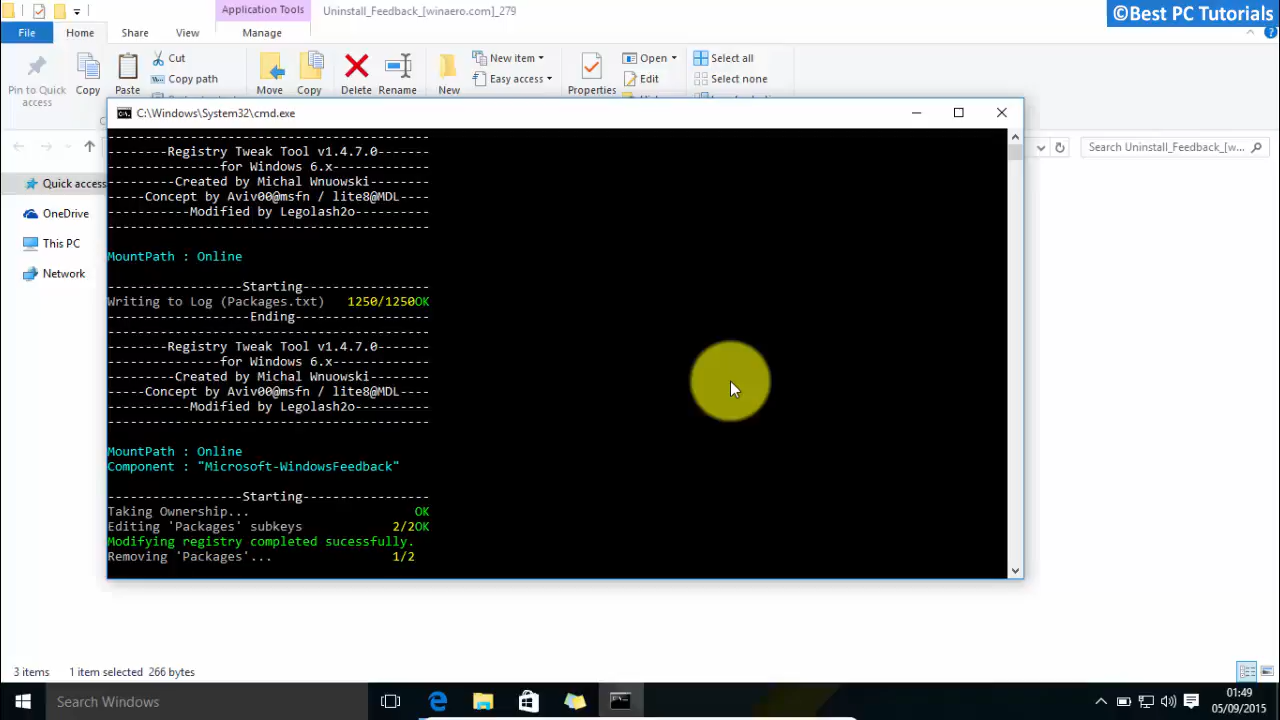 Application Tools
Uninstall_Feedback_[winaero.com]_279
©Best PC Tutorials
File
Home
Share
View
Manage
Pin to Quick access
Copy
Paste
Cut
Copy path
Move
Copy
Delete
Rename
New
New item
Easy access
Properties
Open
Edit
Select all
Select none
Search Uninstall_Feedback_[w...
Quick access
OneDrive
This PC
Network
C:\Windows\System32\cmd.exe
-------------------------------------------
--------Registry Tweak Tool v1.4.7.0-------
---------------for Windows 6.x-------------
---------Created by Michal Wnuowski--------
-----Concept by Aviv00@msfn / lite8@MDL----
-----------Modified by Legolash2o----------
-------------------------------------------
MountPath : Online
------------------Starting-----------------
Writing to Log (Packages.txt)   1250/1250OK
-------------------Ending------------------
-------------------------------------------
--------Registry Tweak Tool v1.4.7.0-------
---------------for Windows 6.x-------------
---------Created by Michal Wnuowski--------
-----Concept by Aviv00@msfn / lite8@MDL----
-----------Modified by Legolash2o----------
-------------------------------------------
MountPath : Online
Component : "Microsoft-WindowsFeedback"
------------------Starting-----------------
Taking Ownership...                      OK
Editing 'Packages' subkeys            2/2OK
Modifying registry completed sucessfully.
Removing 'Packages'...                1/2
3 items
1 item selected 266 bytes
Search Windows
01:49
05/09/2015